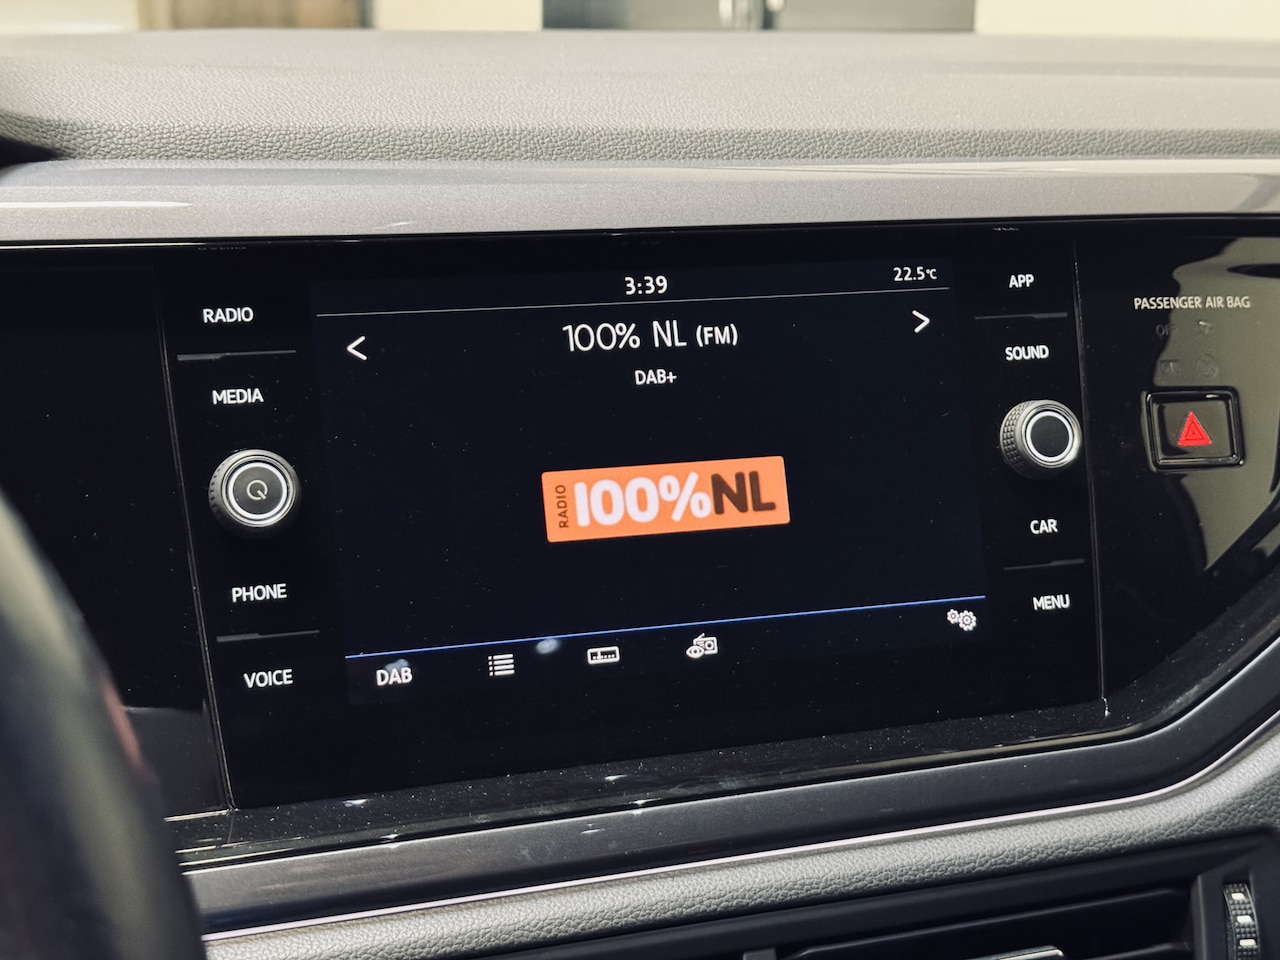 RADIO
MEDIA
PHONE
VOICE
3:39
22.5°C
<
100% NL (FM)
>
DAB+
RADIO 100%NL
DAB
APP
SOUND
CAR
MENU
PASSENGER AIR BAG